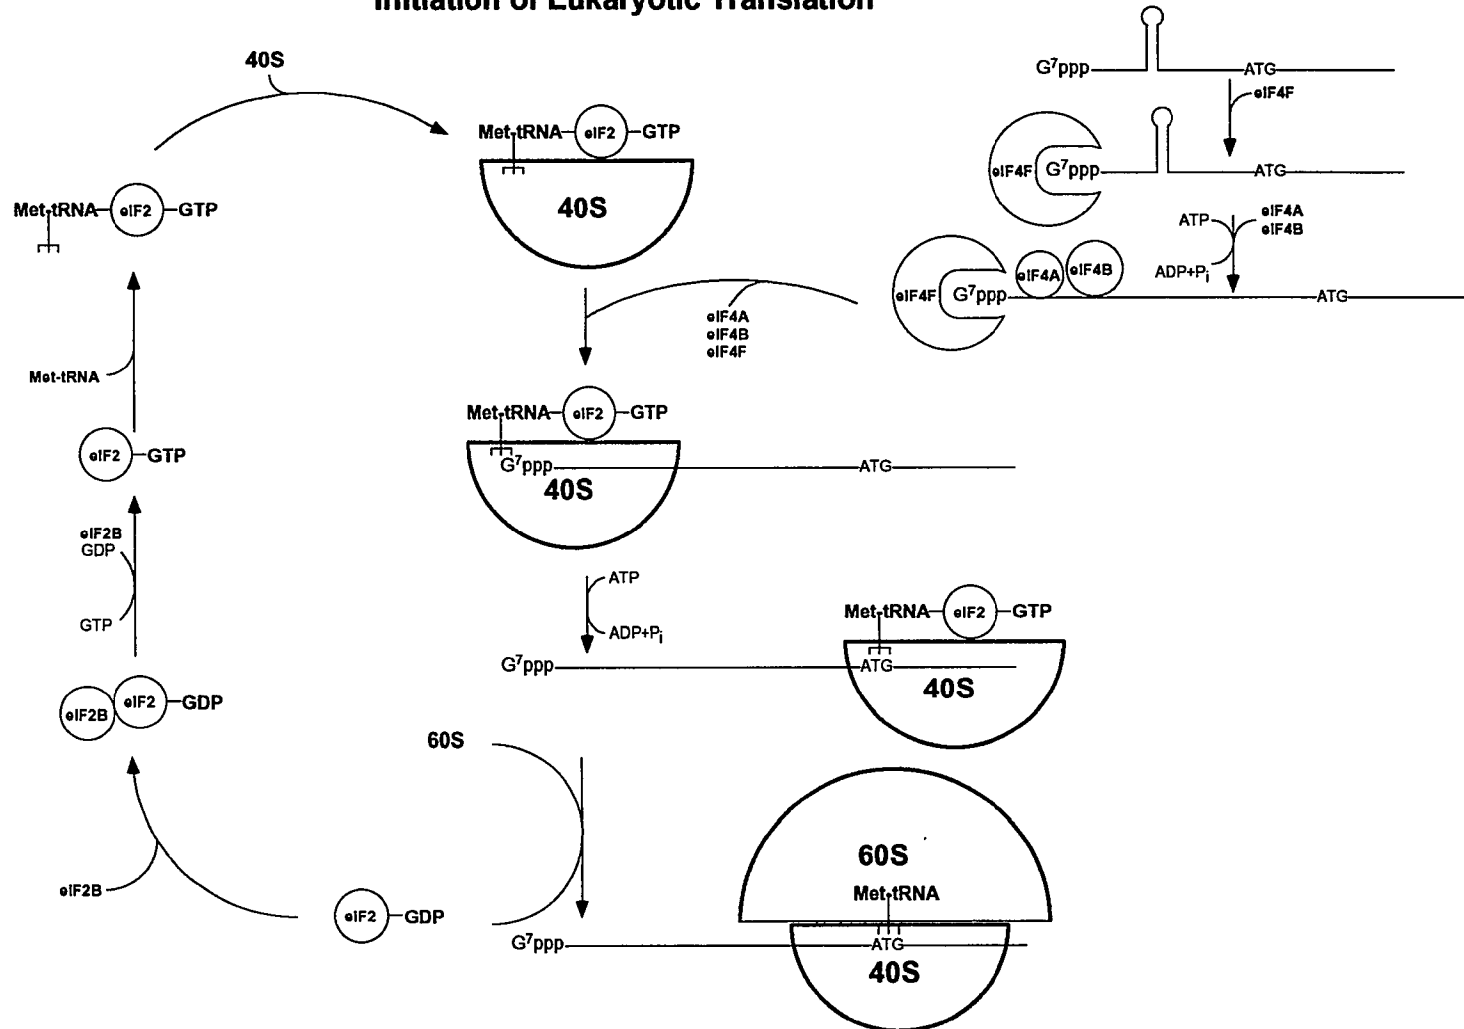 Initiation of Eukaryotic Translation
40S
Met-tRNA eIF2 GTP
40S
Met-tRNA eIF2 GTP
Met-tRNA
eIF2 GTP
eIF2B
GDP
GTP
eIF2B eIF2 GDP
eIF2B
eIF2 GDP
G⁷ppp ATG
eIF4F
eIF4F G⁷ppp ATG
ATP eIF4A
eIF4B
ADP+Pᵢ
eIF4F G⁷ppp eIF4A eIF4B ATG
eIF4A
eIF4B
eIF4F
Met-tRNA eIF2 GTP
G⁷ppp ATG
40S
ATP
ADP+Pᵢ
Met-tRNA eIF2 GTP
G⁷ppp ATG
40S
60S
60S
Met-tRNA
G⁷ppp ATG
40S